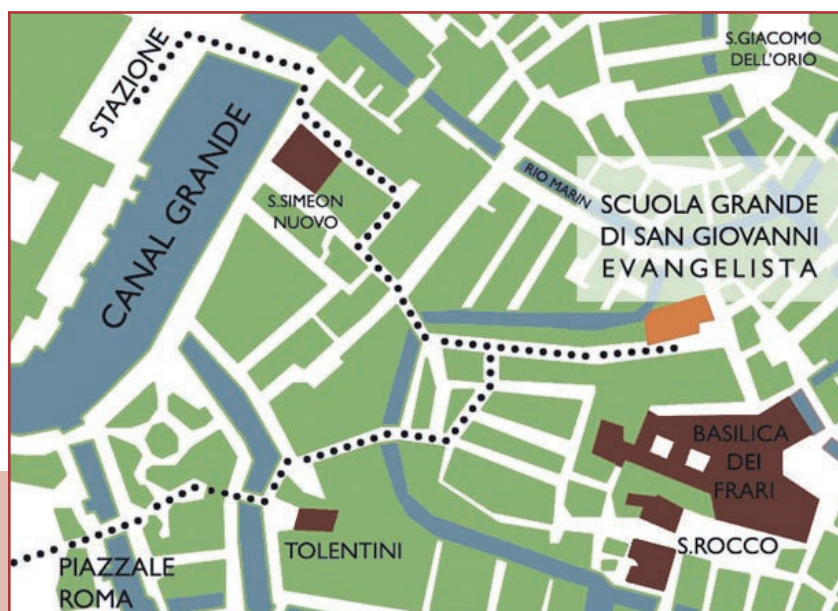 S.GIACOMO
DELL'ORIO
STAZIONE
CANAL GRANDE
S.SIMEON
NUOVO
RIO MARIN
SCUOLA GRANDE
DI SAN GIOVANNI
EVANGELISTA
BASILICA
DEI
FRARI
TOLENTINI
S.ROCCO
PIAZZALE
ROMA